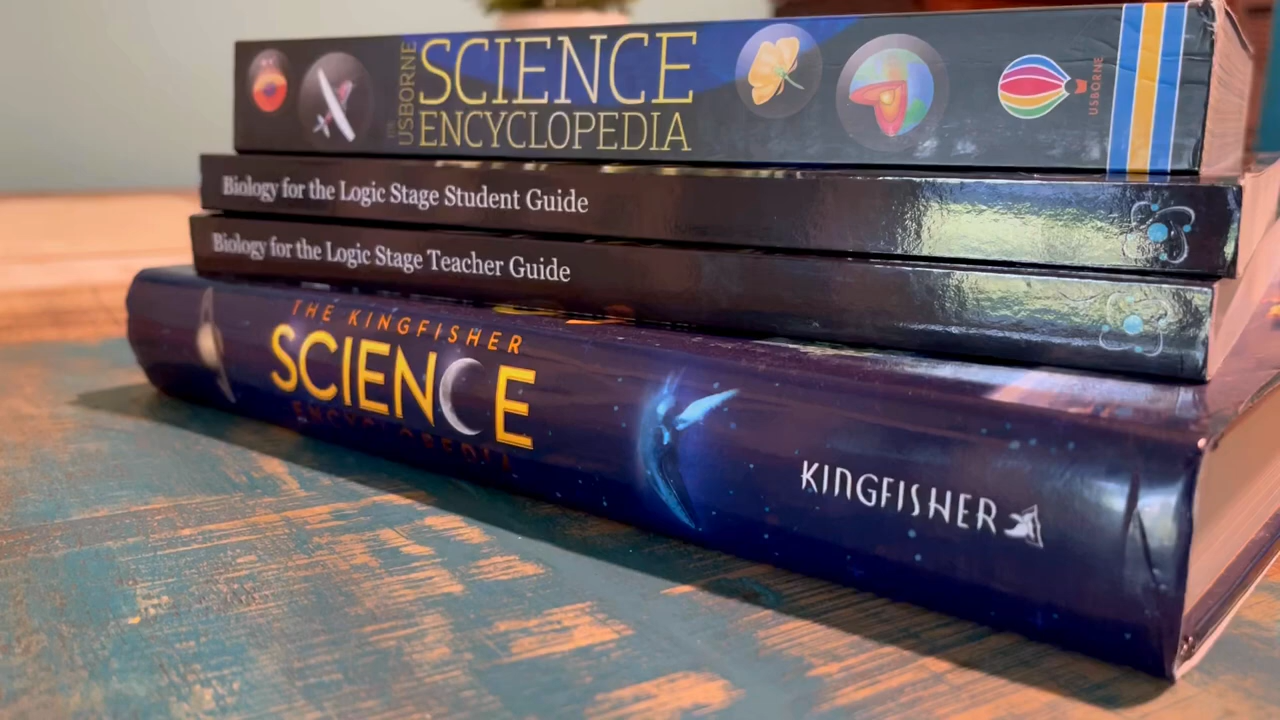 USBORNE
SCIENCE
ENCYCLOPEDIA
USBORNE
Biology for the Logic Stage Student Guide
Biology for the Logic Stage Teacher Guide
THE KINGFISHER
SCIENCE
ENCYCLOPEDIA
KINGFISHER